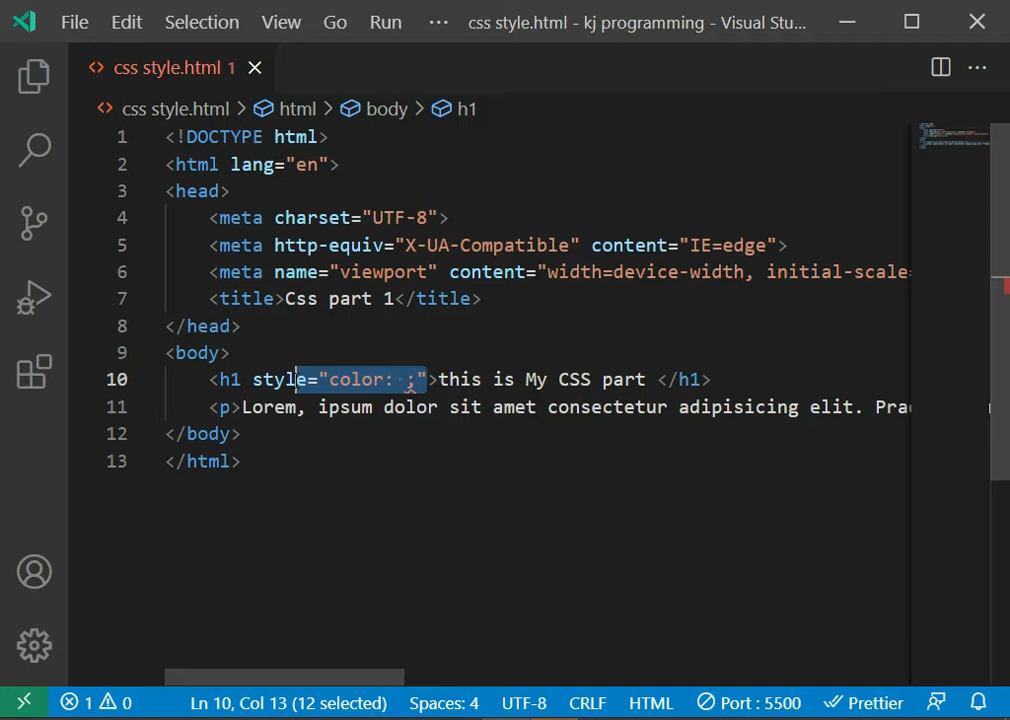 File Edit Selection View Go Run ··· css style.html - kj programming - Visual Stu...
css style.html 1
css style.html > html > body > h1
1 <!DOCTYPE html>
2 <html lang="en">
3 <head>
4 <meta charset="UTF-8">
5 <meta http-equiv="X-UA-Compatible" content="IE=edge">
6 <meta name="viewport" content="width=device-width, initial-scale=
7 <title>Css part 1</title>
8 </head>
9 <body>
10 <h1 style="color: ;">this is My CSS part </h1>
11 <p>Lorem, ipsum dolor sit amet consectetur adipisicing elit. Prae
12 </body>
13 </html>
1 0 Ln 10, Col 13 (12 selected) Spaces: 4 UTF-8 CRLF HTML Port : 5500 Prettier